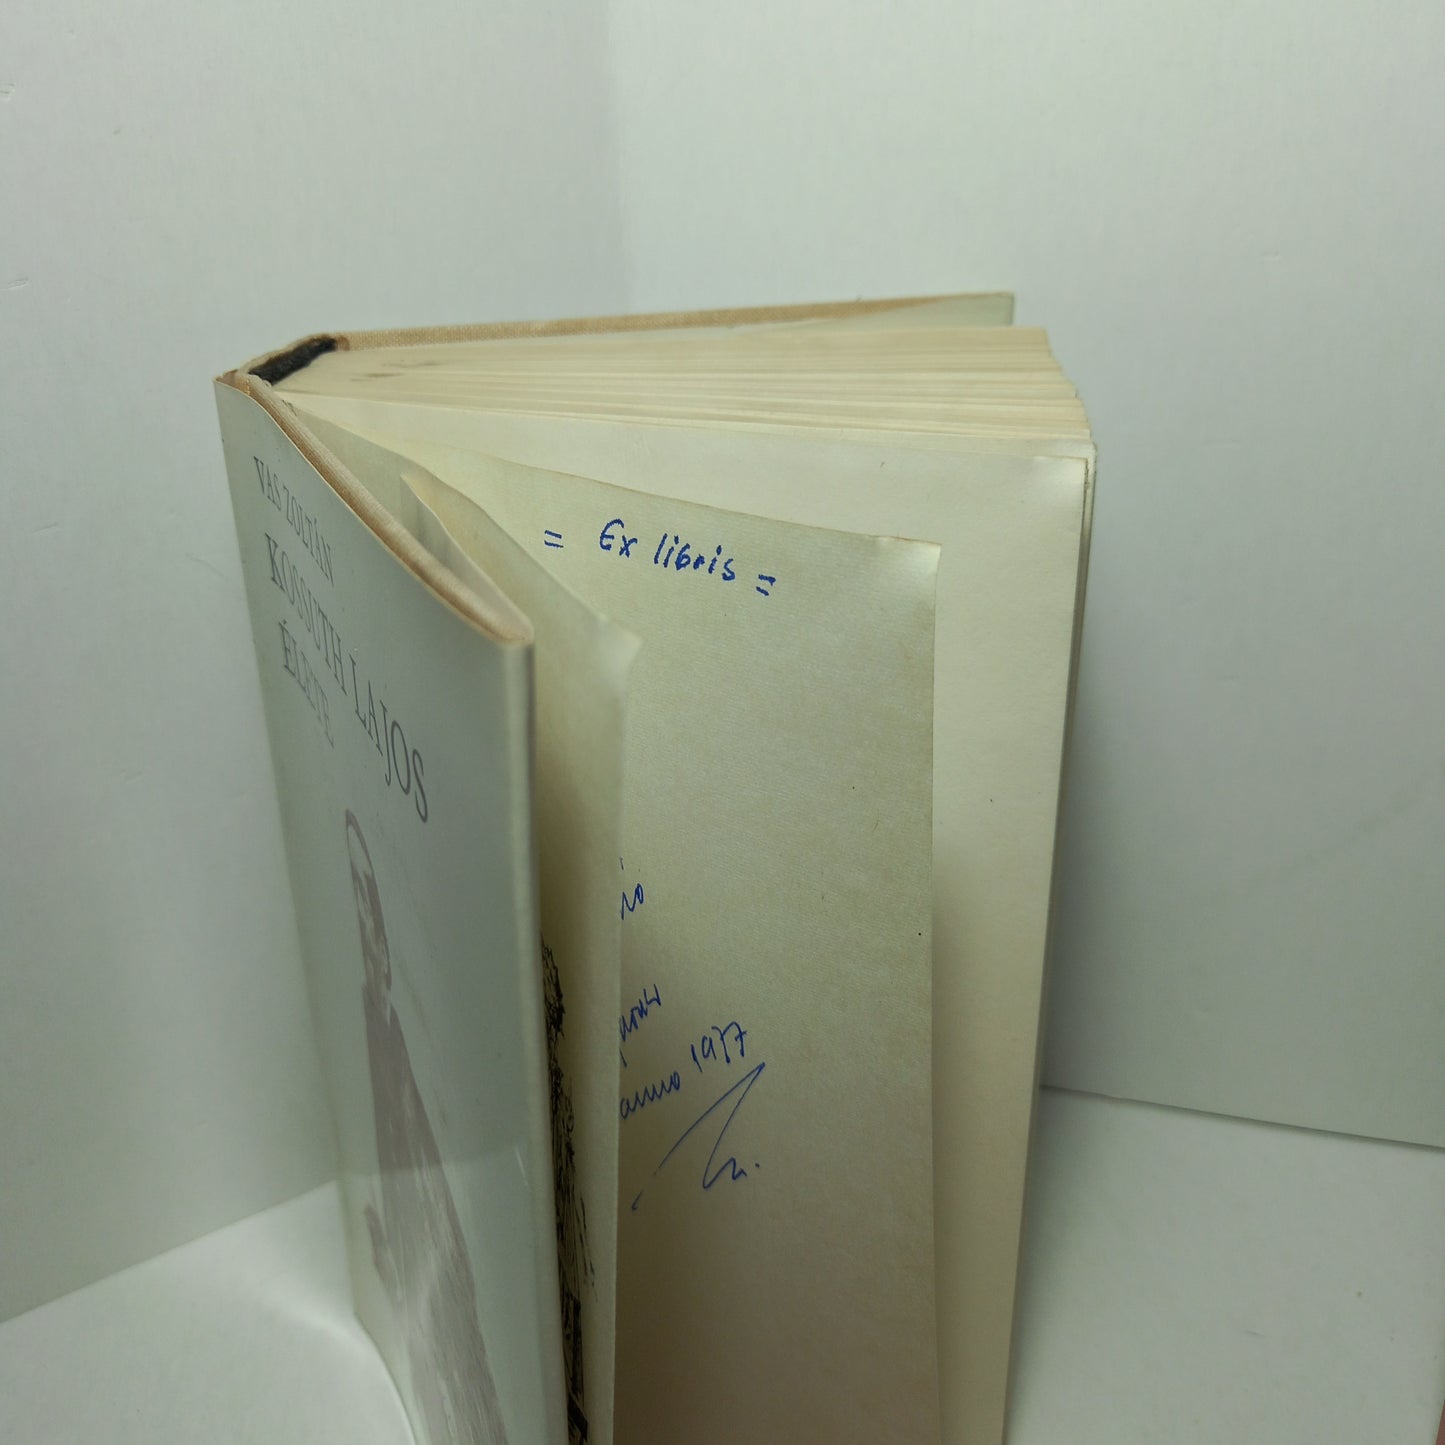 VAS ZOLTÁN
KOSSUTH LAJOS
ÉLETE
= Ex libris =
anno 1977